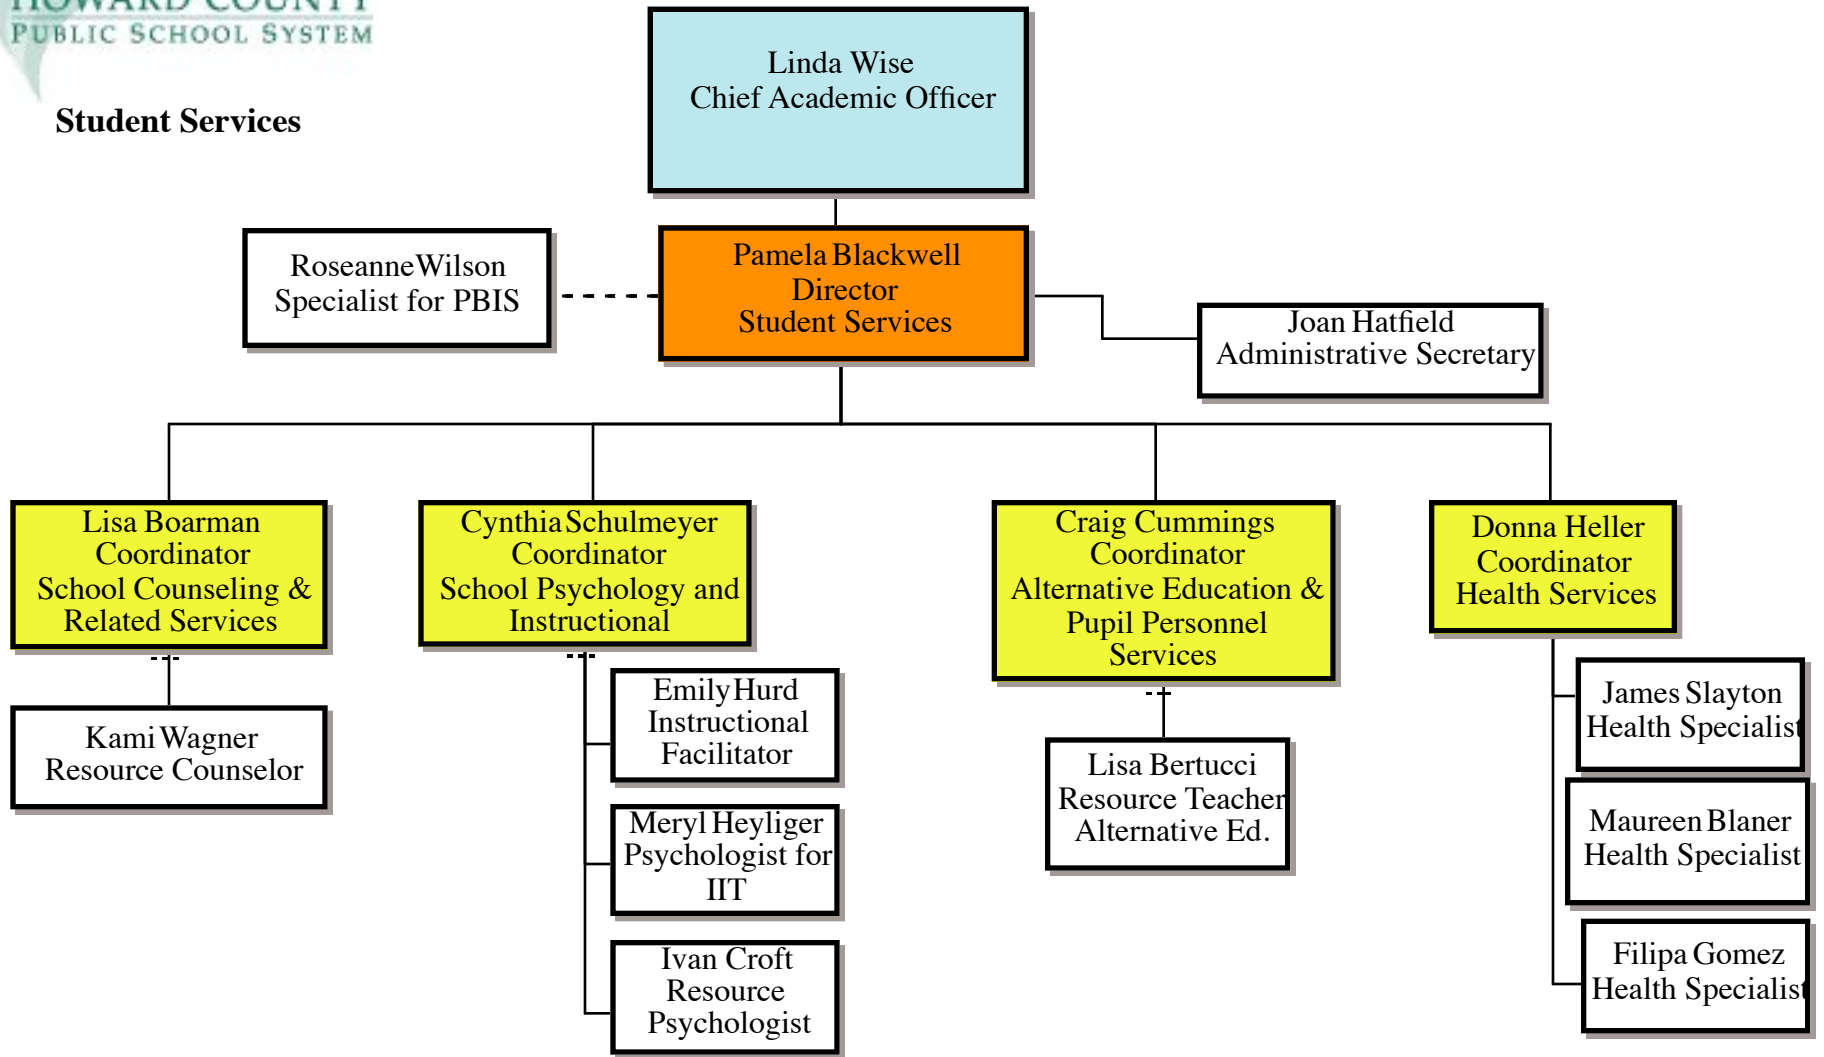 HOWARD COUNTY
PUBLIC SCHOOL SYSTEM
Student Services
Linda Wise
Chief Academic Officer
Roseanne Wilson
Specialist for PBIS
Pamela Blackwell
Director
Student Services
Joan Hatfield
Administrative Secretary
Lisa Boarman
Coordinator
School Counseling &
Related Services
Cynthia Schulmeyer
Coordinator
School Psychology and
Instructional
Craig Cummings
Coordinator
Alternative Education &
Pupil Personnel
Services
Donna Heller
Coordinator
Health Services
Kami Wagner
Resource Counselor
Emily Hurd
Instructional
Facilitator
Meryl Heyliger
Psychologist for
IIT
Ivan Croft
Resource
Psychologist
Lisa Bertucci
Resource Teacher
Alternative Ed.
James Slayton
Health Specialist
Maureen Blaner
Health Specialist
Filipa Gomez
Health Specialist